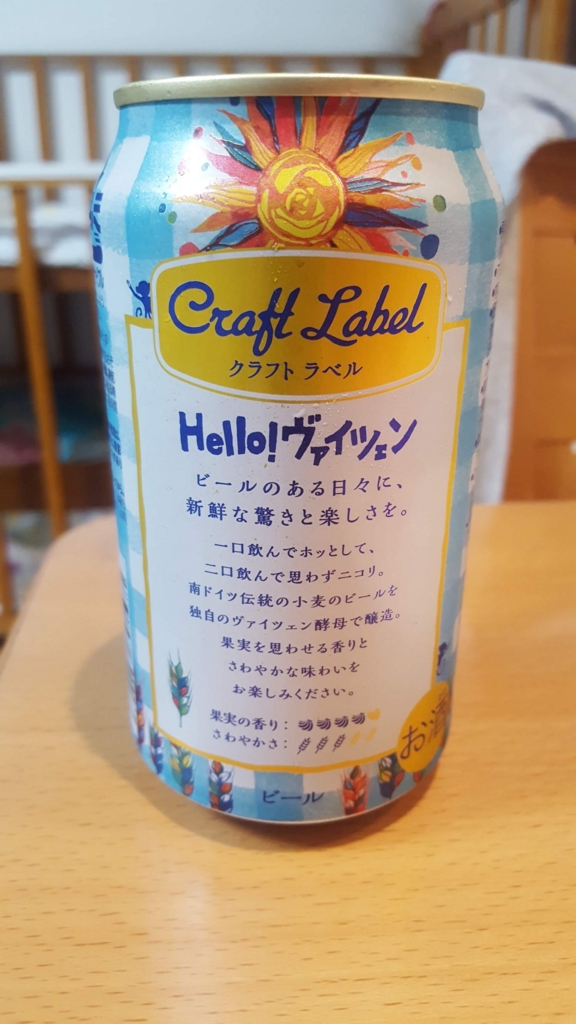 Craft Label
クラフト ラベル
Hello!ヴァイツェン
ビールのある日々に、
新鮮な驚きと楽しさを。
一口飲んでホッとして、
二口飲んで思わずニコリ。
南ドイツ伝統の小麦のビールを
独自のヴァイツェン酵母で醸造。
果実を思わせる香りと
さわやかな味わいを
お楽しみください。
果実の香り:
さわやかさ:
お酒
ビール